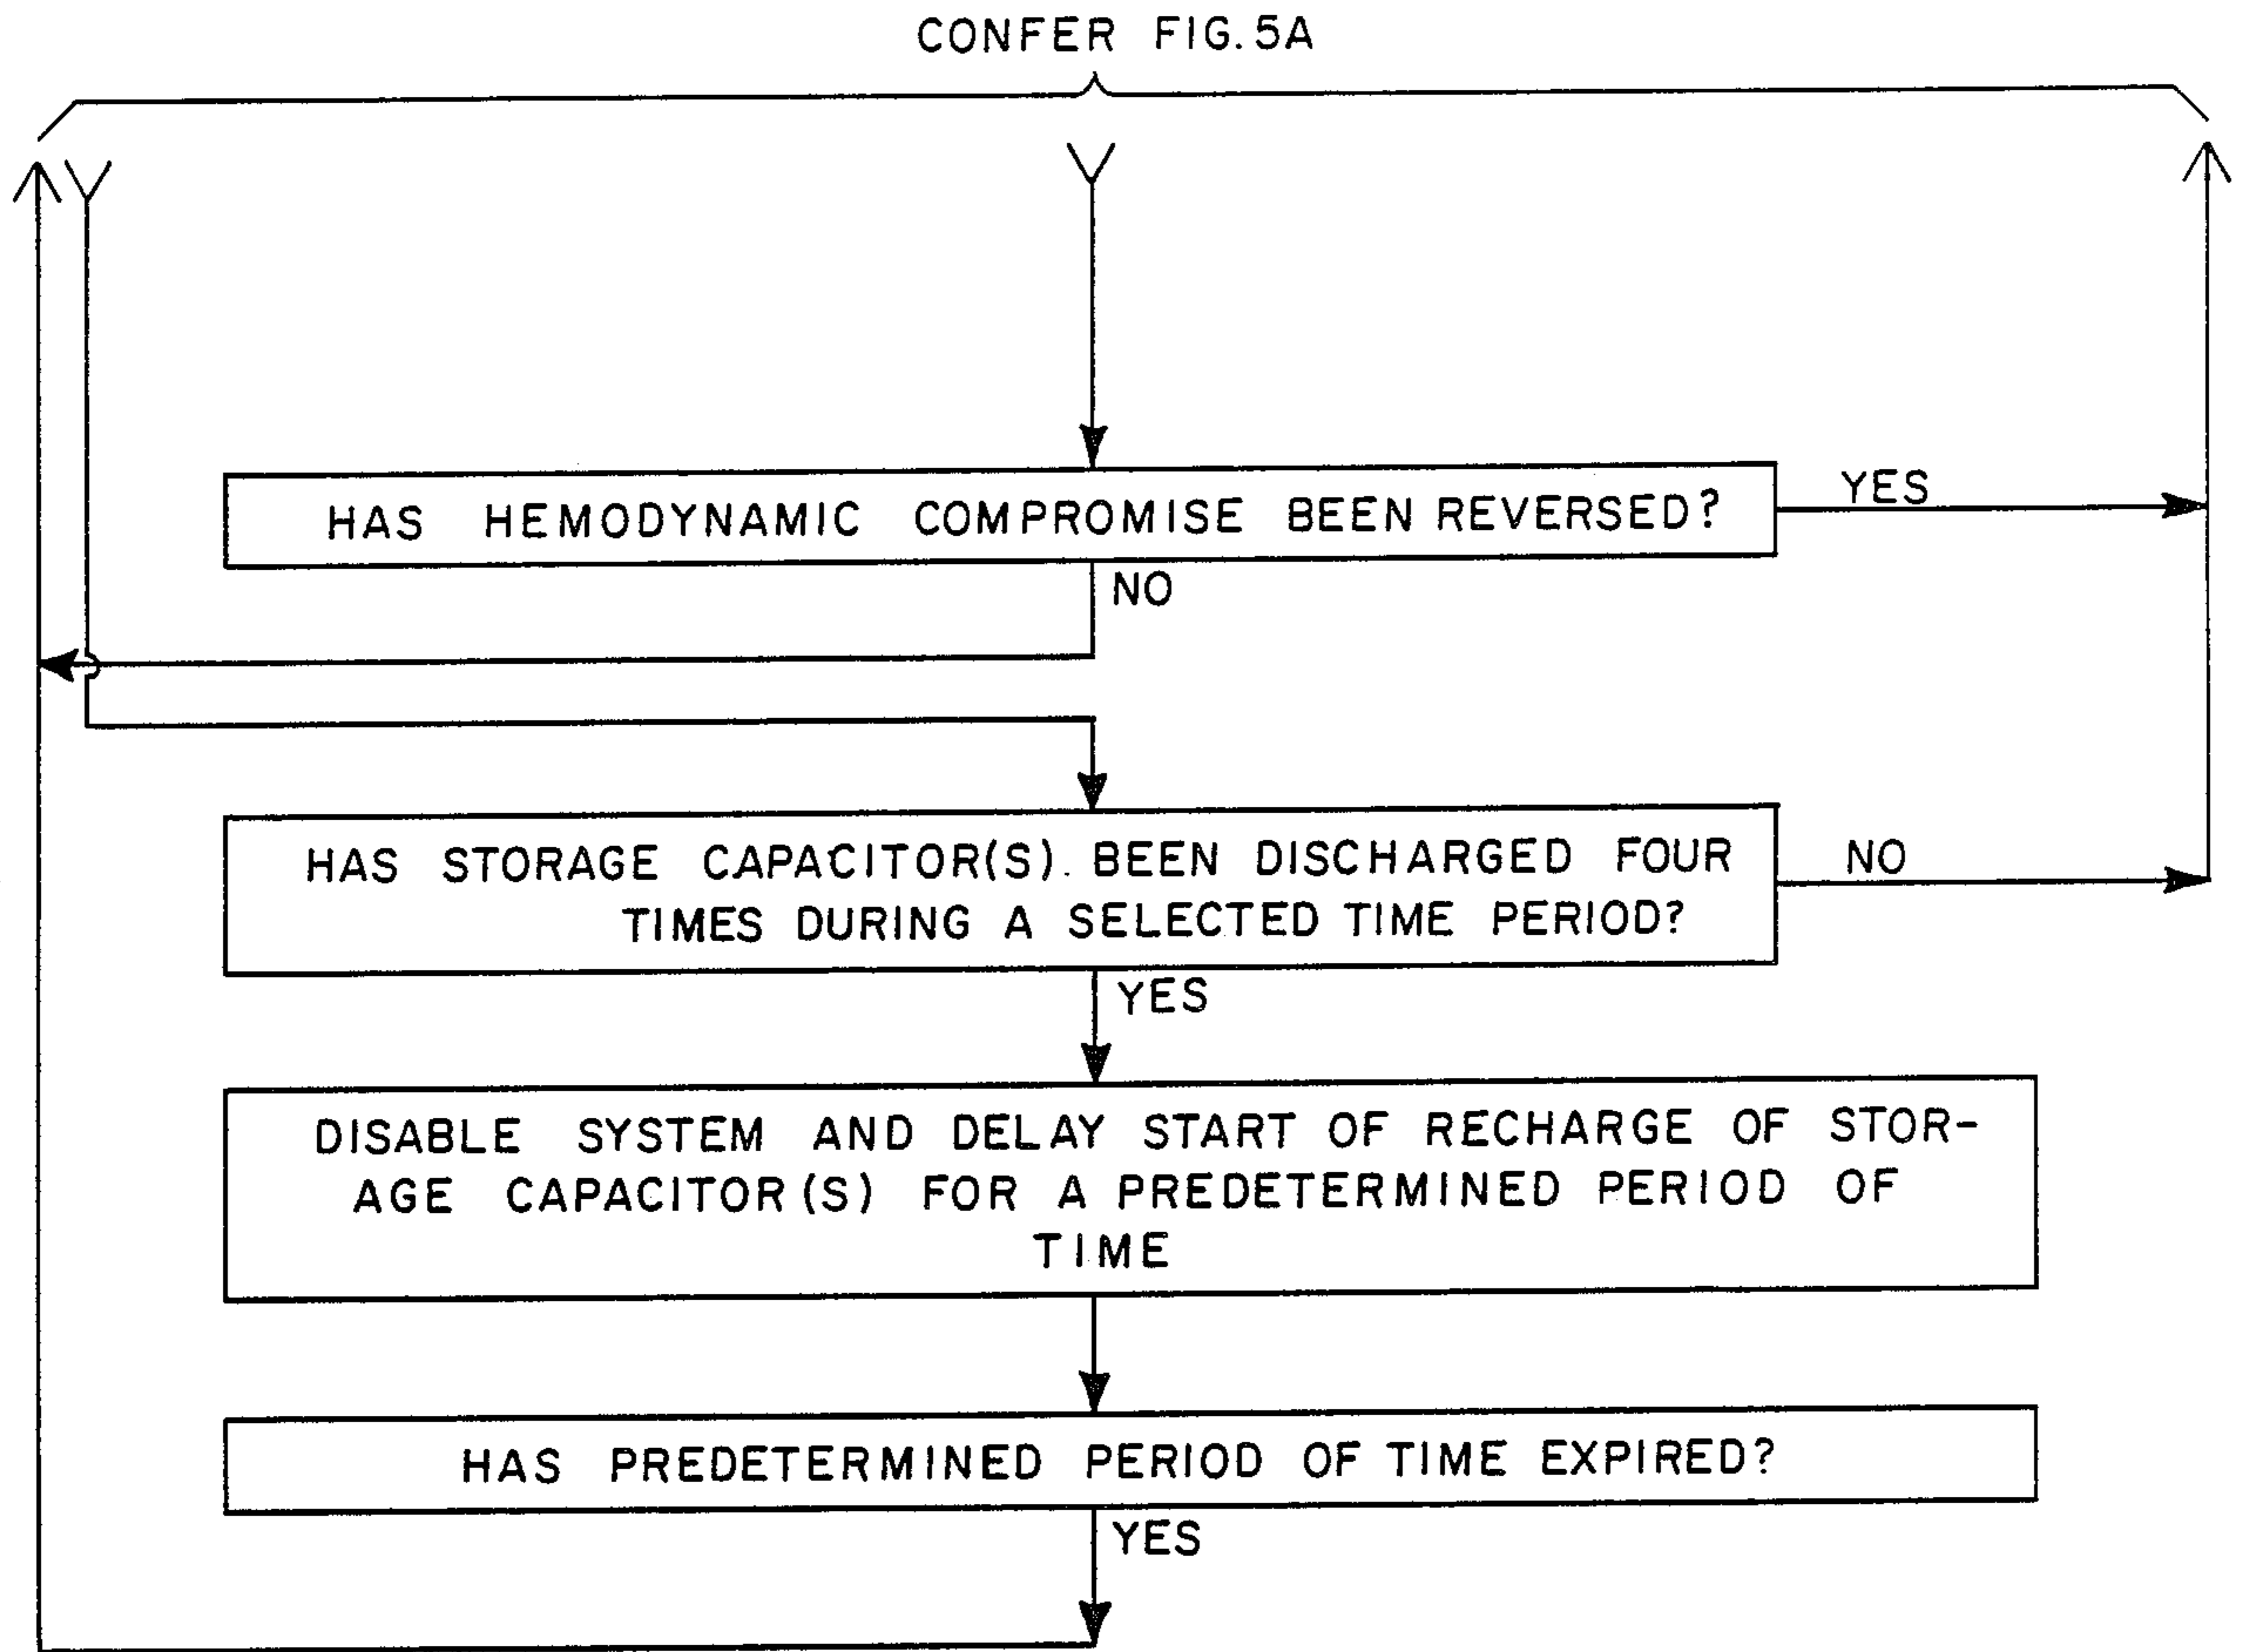 CONFER FIG. 5A
HAS HEMODYNAMIC COMPROMISE BEEN REVERSED?
YES
NO
HAS STORAGE CAPACITOR(S). BEEN DISCHARGED FOUR
TIMES DURING A SELECTED TIME PERIOD?
NO
YES
DISABLE SYSTEM AND DELAY START OF RECHARGE OF STOR-
AGE CAPACITOR(S) FOR A PREDETERMINED PERIOD OF
TIME
HAS PREDETERMINED PERIOD OF TIME EXPIRED?
YES